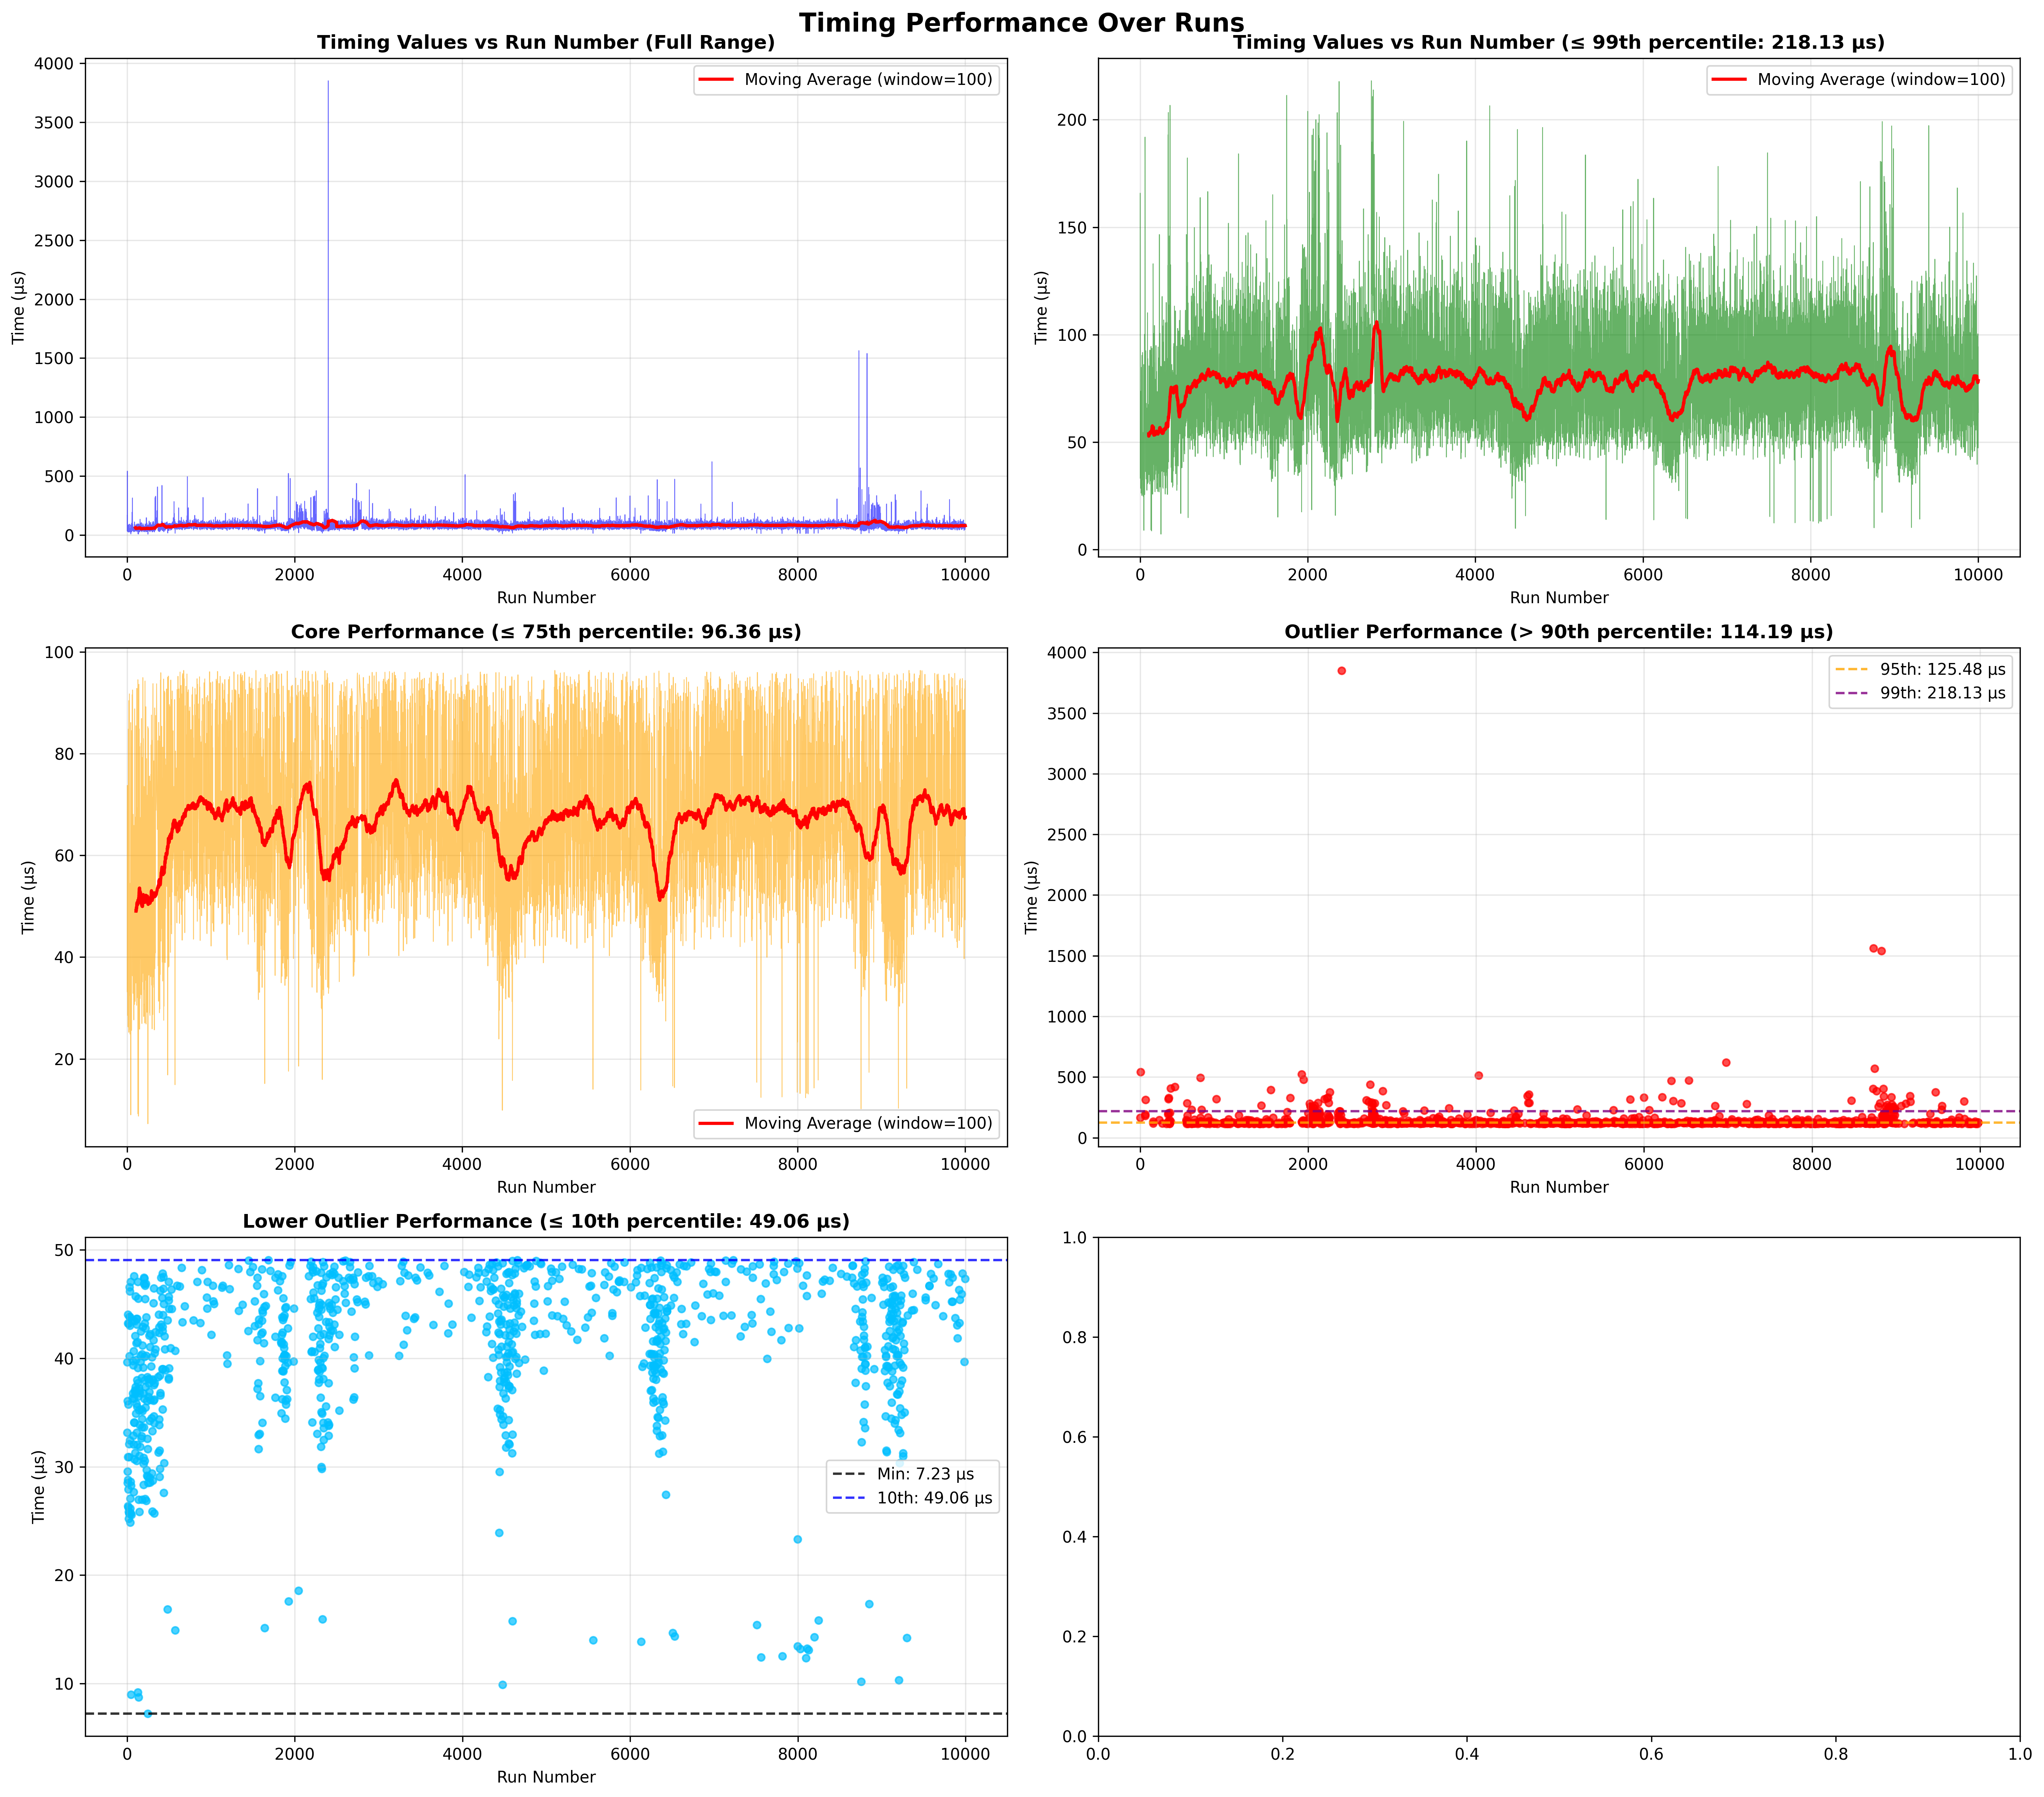 Timing Performance Over Runs
Timing Values vs Run Number (Full Range)
4000
3500
3000
2500
2000
1500
1000
500
0
Time (µs)
Moving Average (window=100)
0 2000 4000 6000 8000 10000
Run Number
Timing Values vs Run Number (≤ 99th percentile: 218.13 µs)
200
150
100
50
0
Time (µs)
Moving Average (window=100)
0 2000 4000 6000 8000 10000
Run Number
Core Performance (≤ 75th percentile: 96.36 µs)
100
80
60
40
20
Time (µs)
Moving Average (window=100)
0 2000 4000 6000 8000 10000
Run Number
Outlier Performance (> 90th percentile: 114.19 µs)
4000
3500
3000
2500
2000
1500
1000
500
0
Time (µs)
95th: 125.48 µs
99th: 218.13 µs
0 2000 4000 6000 8000 10000
Run Number
Lower Outlier Performance (≤ 10th percentile: 49.06 µs)
50
40
30
20
10
Time (µs)
Min: 7.23 µs
10th: 49.06 µs
0 2000 4000 6000 8000 10000
Run Number
1.0
0.8
0.6
0.4
0.2
0.0
0.0 0.2 0.4 0.6 0.8 1.0